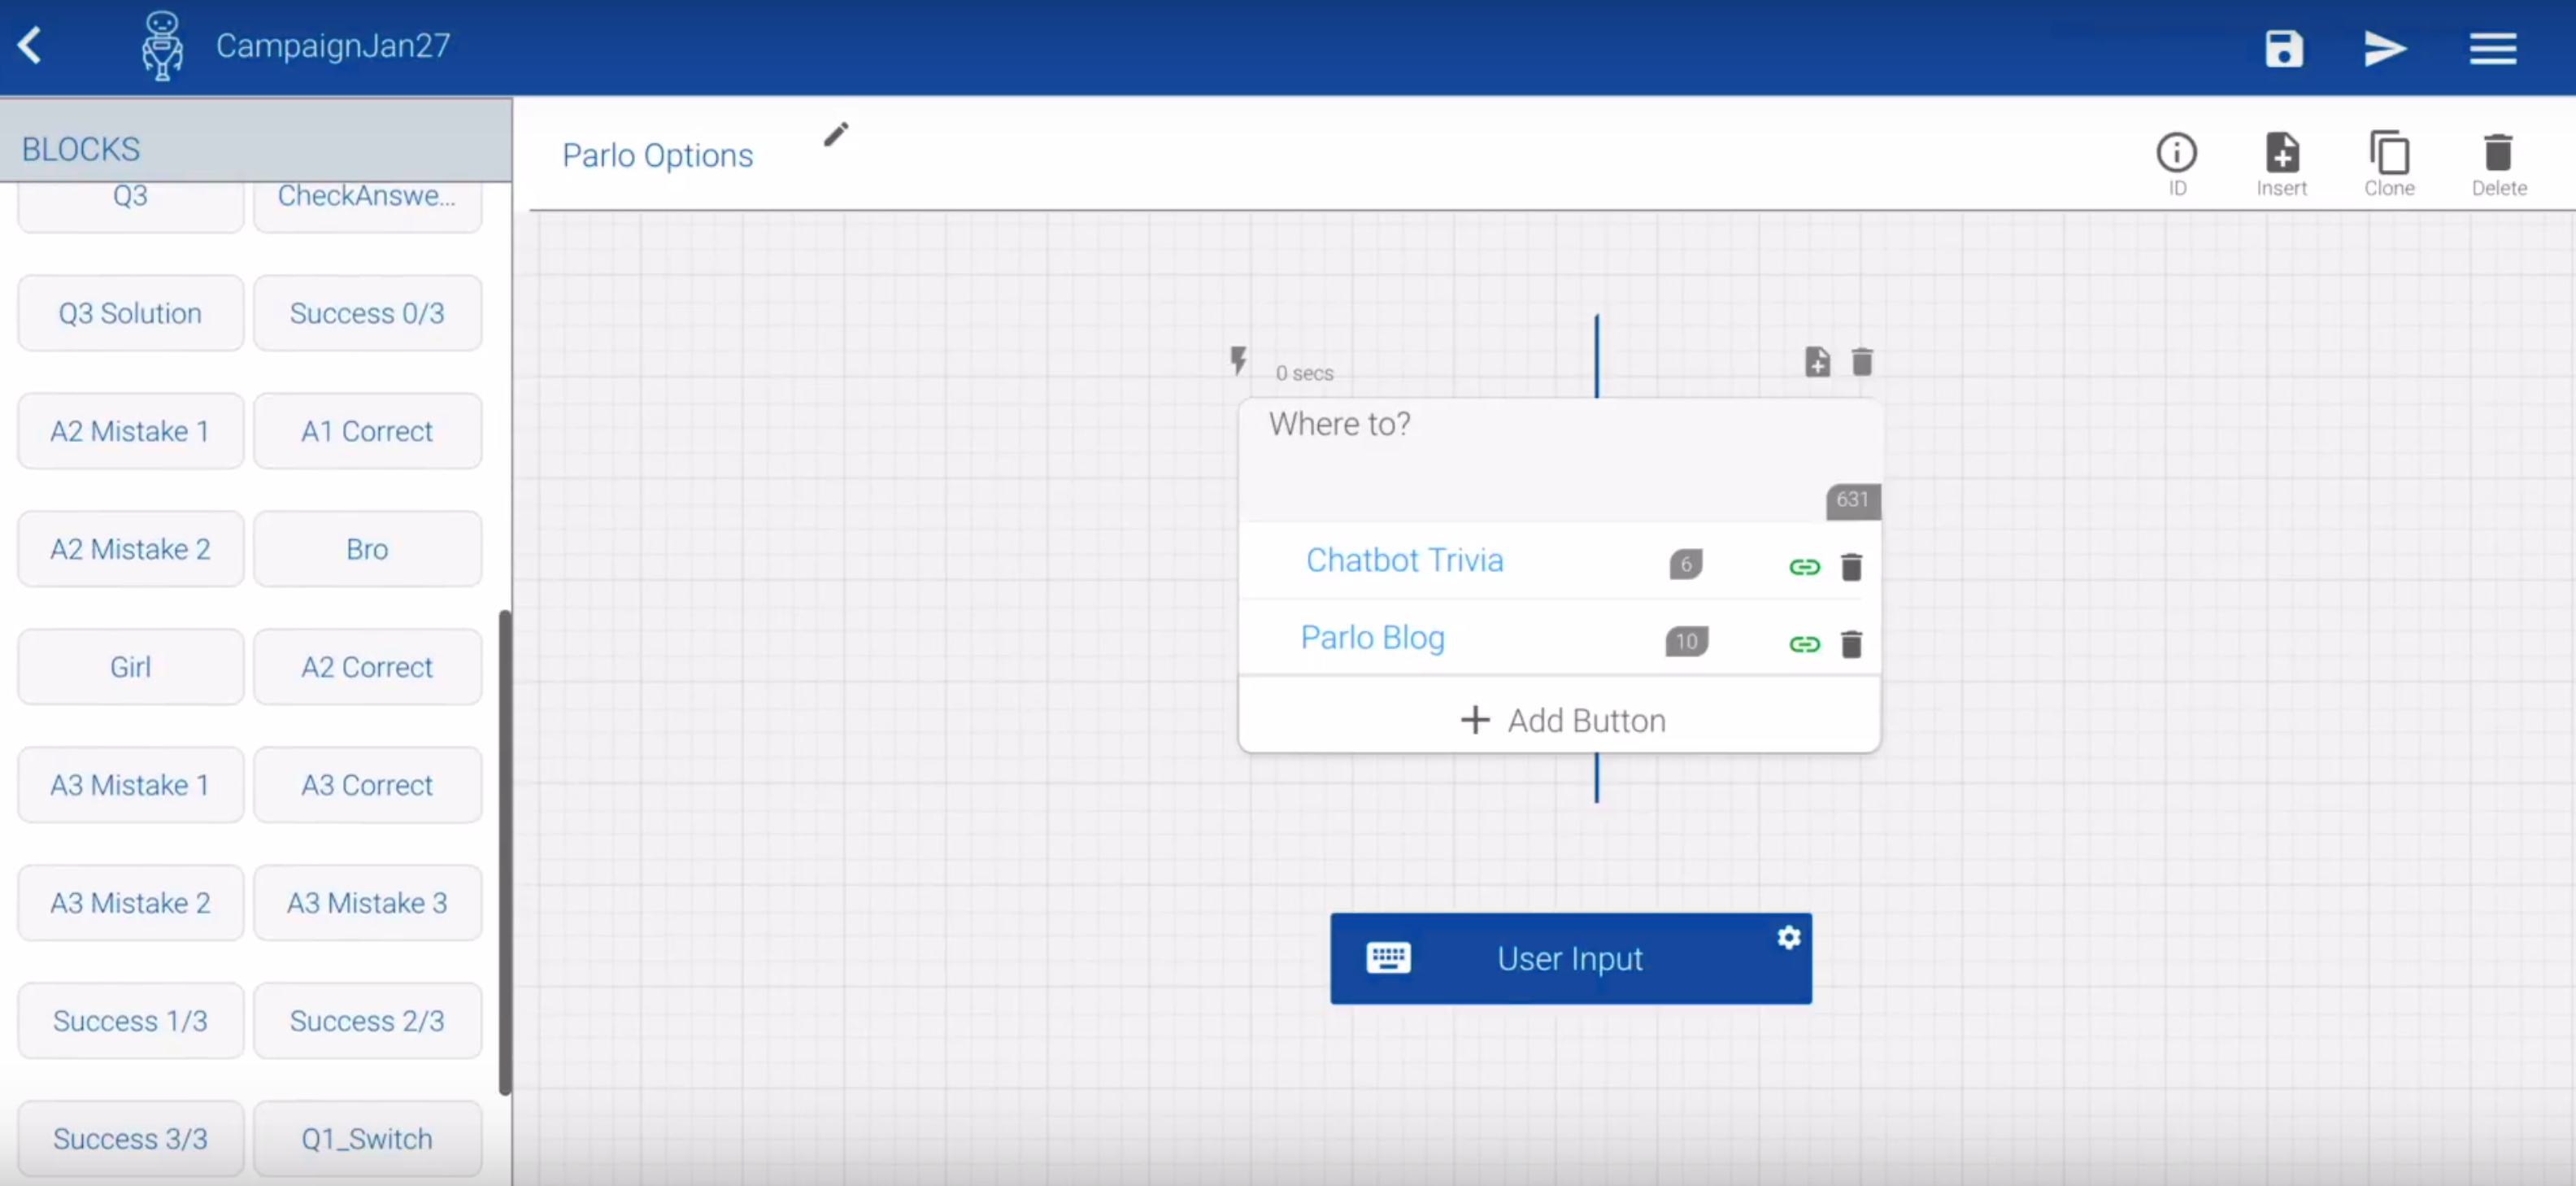 CampaignJan27
BLOCKS
Q3
CheckAnswe...
Q3 Solution
Success 0/3
A2 Mistake 1
A1 Correct
A2 Mistake 2
Bro
Girl
A2 Correct
A3 Mistake 1
A3 Correct
A3 Mistake 2
A3 Mistake 3
Success 1/3
Success 2/3
Success 3/3
Q1_Switch
Parlo Options
ID
Insert
Clone
Delete
0 secs
Where to?
631
Chatbot Trivia
6
Parlo Blog
10
Add Button
User Input